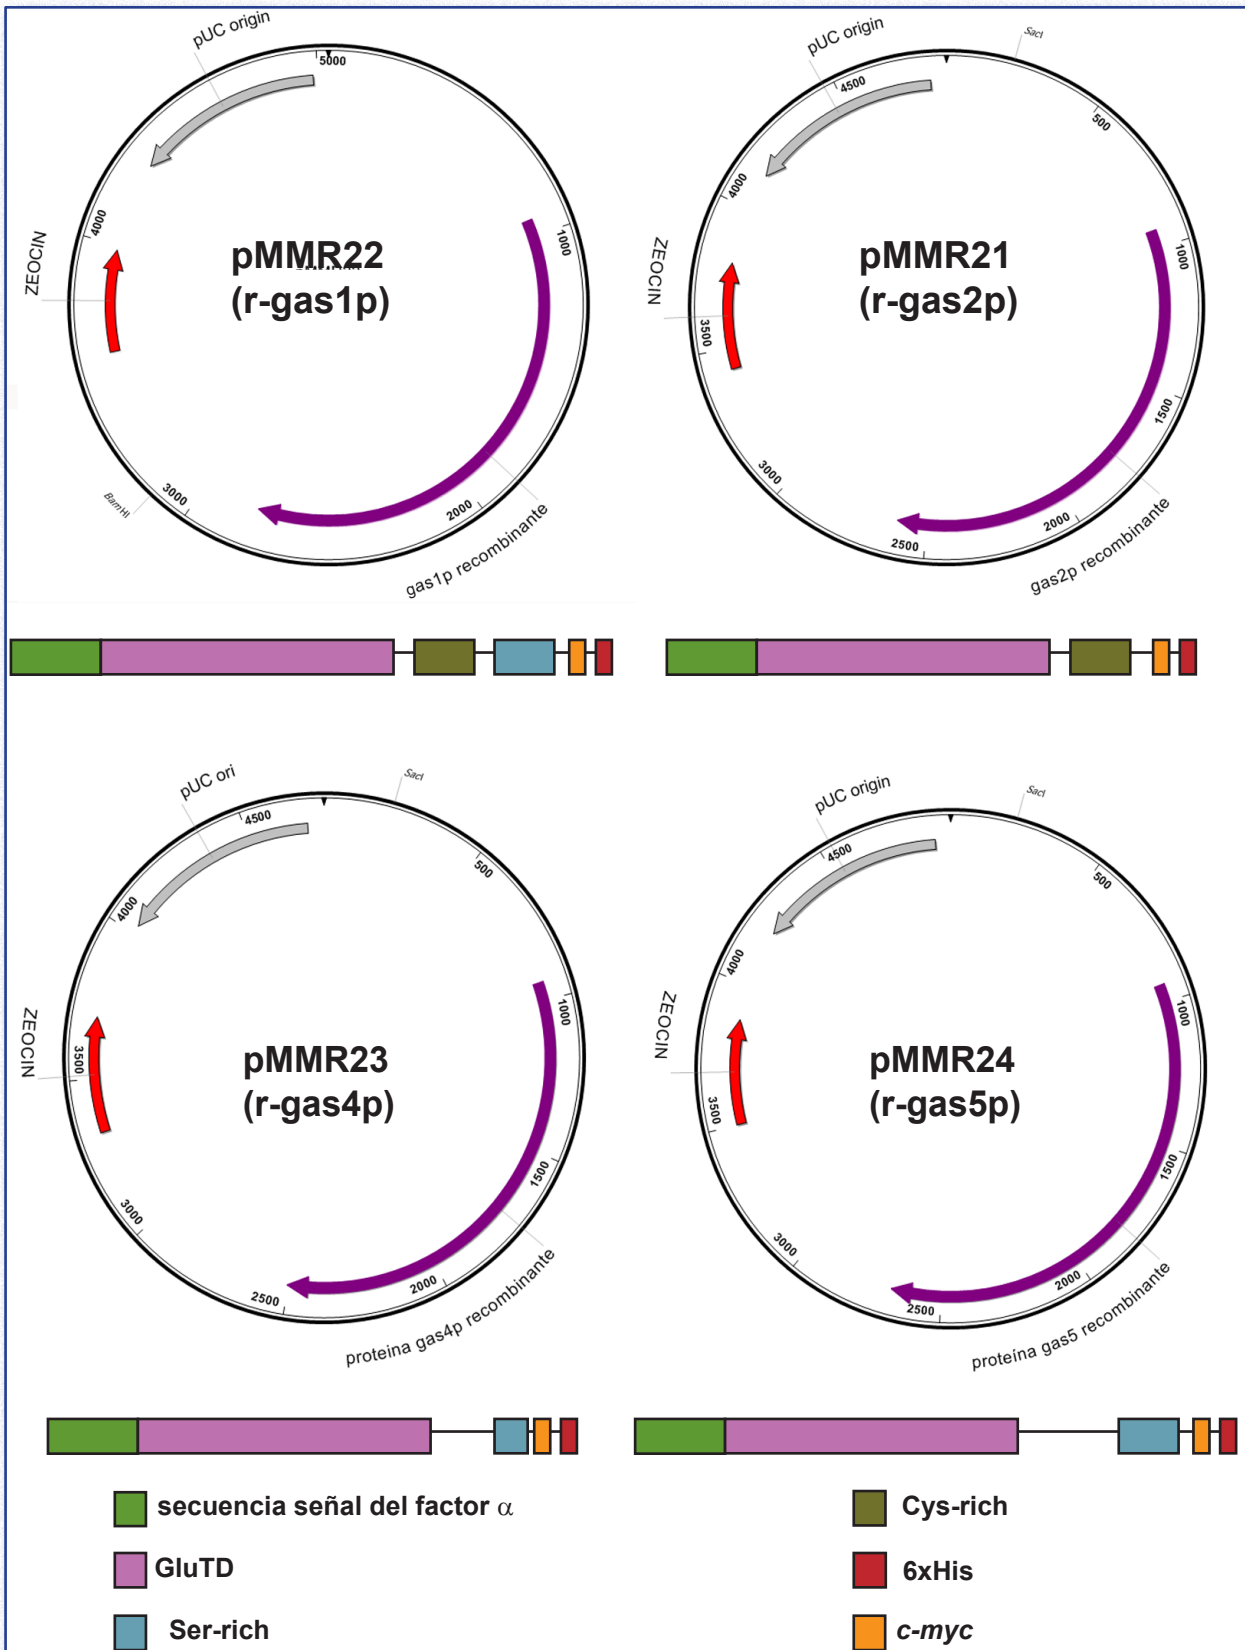 pUC origin
5000
1000
2000
3000
4000
ZEOCIN
BamHI
gas1p recombinante
pMMR22
(r-gas1p)
pUC origin
SacI
4500
500
1000
1500
2000
2500
3000
3500
4000
ZEOCIN
gas2p recombinante
pMMR21
(r-gas2p)
pUC ori
SacI
4500
500
1000
1500
2000
2500
3000
3500
4000
ZEOCIN
proteína gas4p recombinante
pMMR23
(r-gas4p)
pUC origin
SacI
4500
500
1000
1500
2000
2500
3000
3500
4000
ZEOCIN
proteína gas5 recombinante
pMMR24
(r-gas5p)
secuencia señal del factor α
Cys-rich
GluTD
6xHis
Ser-rich
c-myc